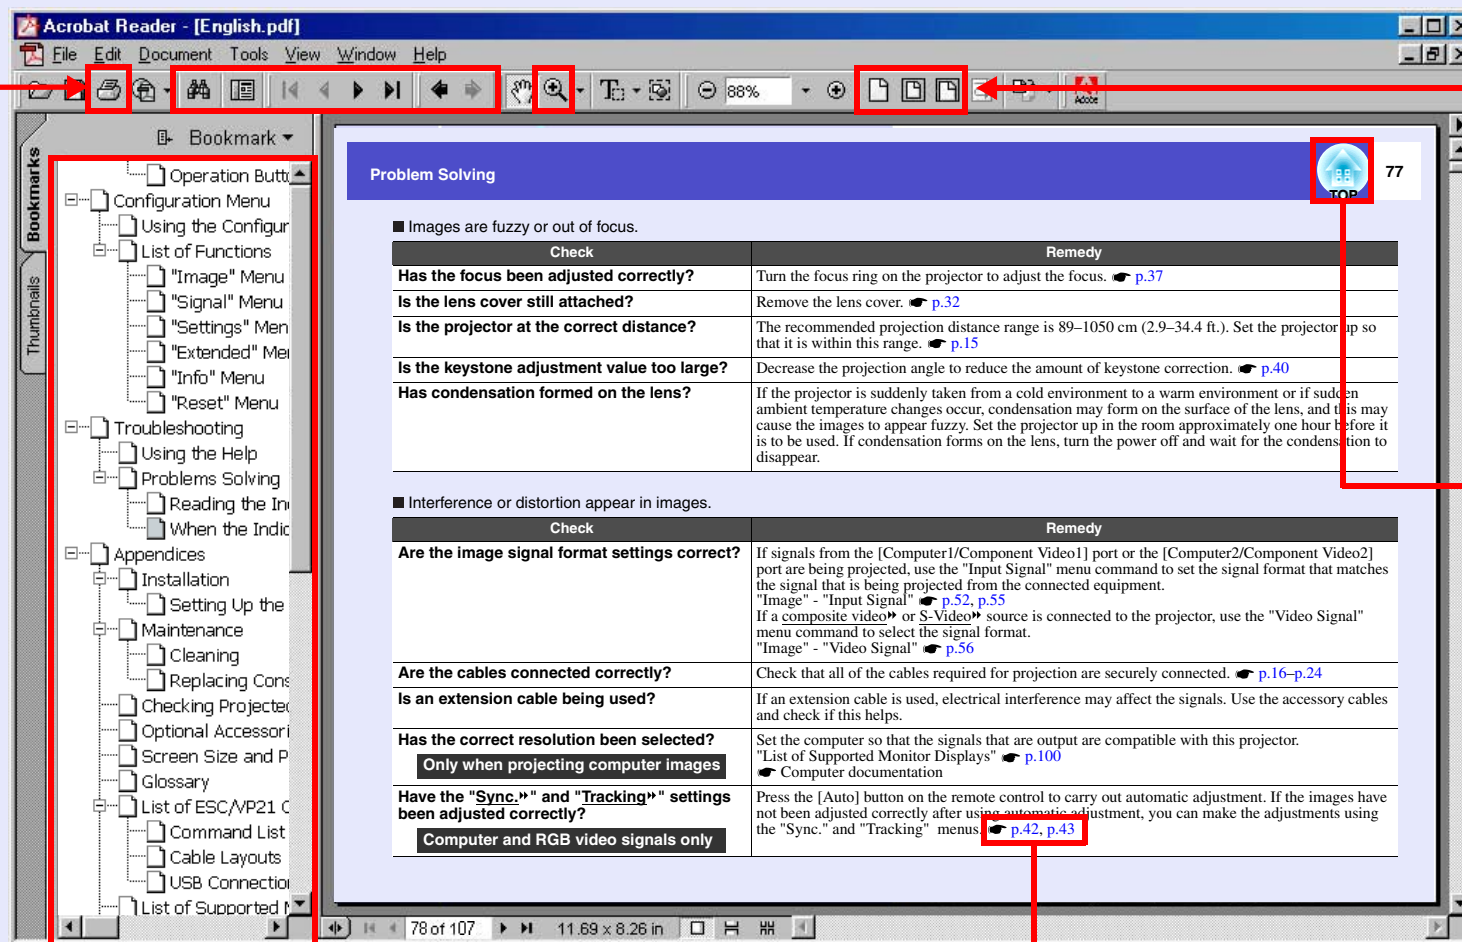 Acrobat Reader - [English.pdf]
File Edit Document Tools View Window Help
88%
Adobe
Bookmarks
Thumbnails
Bookmark
Operation Butt
Configuration Menu
Using the Configur
List of Functions
"Image" Menu
"Signal" Menu
"Settings" Men
"Extended" Me
"Info" Menu
"Reset" Menu
Troubleshooting
Using the Help
Problems Solving
Reading the In
When the Indic
Appendices
Installation
Setting Up the
Maintenance
Cleaning
Replacing Cons
Checking Projected
Optional Accessori
Screen Size and P
Glossary
List of ESC/VP21 C
Command List
Cable Layouts
USB Connection
List of Supported M
Problem Solving
TOP
77
■ Images are fuzzy or out of focus.
Check Remedy
Has the focus been adjusted correctly? Turn the focus ring on the projector to adjust the focus. ☛ p.37
Is the lens cover still attached? Remove the lens cover. ☛ p.32
Is the projector at the correct distance? The recommended projection distance range is 89–1050 cm (2.9–34.4 ft.). Set the projector up so
that it is within this range. ☛ p.15
Is the keystone adjustment value too large? Decrease the projection angle to reduce the amount of keystone correction. ☛ p.40
Has condensation formed on the lens? If the projector is suddenly taken from a cold environment to a warm environment or if sudden
ambient temperature changes occur, condensation may form on the surface of the lens, and this may
cause the images to appear fuzzy. Set the projector up in the room approximately one hour before it
is to be used. If condensation forms on the lens, turn the power off and wait for the condensation to
disappear.
■ Interference or distortion appear in images.
Check Remedy
Are the image signal format settings correct? If signals from the [Computer1/Component Video1] port or the [Computer2/Component Video2]
port are being projected, use the "Input Signal" menu command to set the signal format that matches
the signal that is being projected from the connected equipment.
"Image" - "Input Signal" ☛ p.52, p.55
If a composite video or S-Video source is connected to the projector, use the "Video Signal"
menu command to select the signal format.
"Image" - "Video Signal" ☛ p.56
Are the cables connected correctly? Check that all of the cables required for projection are securely connected. ☛ p.16–p.24
Is an extension cable being used? If an extension cable is used, electrical interference may affect the signals. Use the accessory cables
and check if this helps.
Has the correct resolution been selected? Set the computer so that the signals that are output are compatible with this projector.
Only when projecting computer images "List of Supported Monitor Displays" ☛ p.100
☛ Computer documentation
Have the "Sync." and "Tracking" settings Press the [Auto] button on the remote control to carry out automatic adjustment. If the images have
been adjusted correctly? not been adjusted correctly after using automatic adjustment, you can make the adjustments using
Computer and RGB video signals only the "Sync." and "Tracking" menus. ☛ p.42, p.43
78 of 107 11.69 x 8.26 in